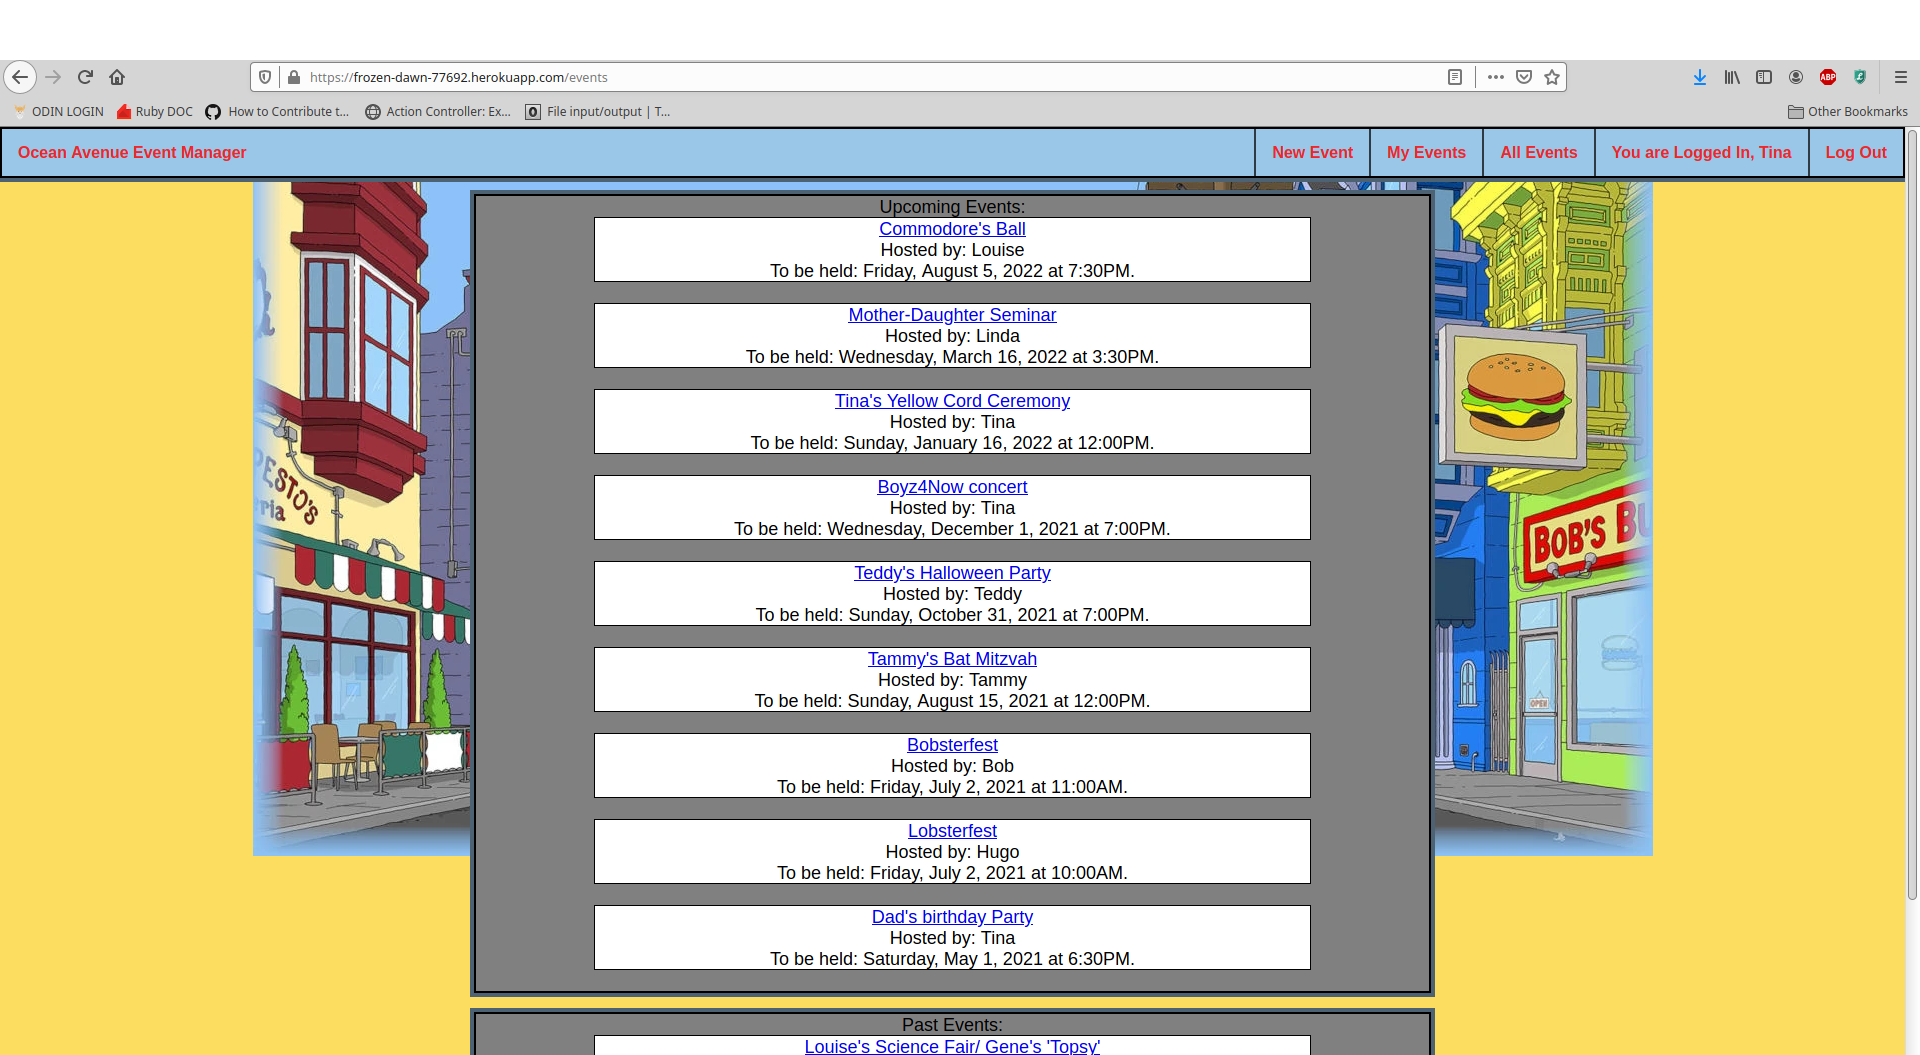 https://frozen-dawn-77692.herokuapp.com/events
ABP
ODIN LOGIN
Ruby DOC
How to Contribute t...
Action Controller: Ex...
File input/output | T...
Other Bookmarks
Ocean Avenue Event Manager
New Event
My Events
All Events
You are Logged In, Tina
Log Out
Upcoming Events:
Commodore's Ball
Hosted by: Louise
To be held: Friday, August 5, 2022 at 7:30PM.
Mother-Daughter Seminar
Hosted by: Linda
To be held: Wednesday, March 16, 2022 at 3:30PM.
Tina's Yellow Cord Ceremony
Hosted by: Tina
To be held: Sunday, January 16, 2022 at 12:00PM.
Boyz4Now concert
Hosted by: Tina
To be held: Wednesday, December 1, 2021 at 7:00PM.
Teddy's Halloween Party
Hosted by: Teddy
To be held: Sunday, October 31, 2021 at 7:00PM.
Tammy's Bat Mitzvah
Hosted by: Tammy
To be held: Sunday, August 15, 2021 at 12:00PM.
Bobsterfest
Hosted by: Bob
To be held: Friday, July 2, 2021 at 11:00AM.
Lobsterfest
Hosted by: Hugo
To be held: Friday, July 2, 2021 at 10:00AM.
Dad's birthday Party
Hosted by: Tina
To be held: Saturday, May 1, 2021 at 6:30PM.
Past Events:
Louise's Science Fair/ Gene's 'Topsy'
PESTO'S
ria
BOB'S BU
OPEN